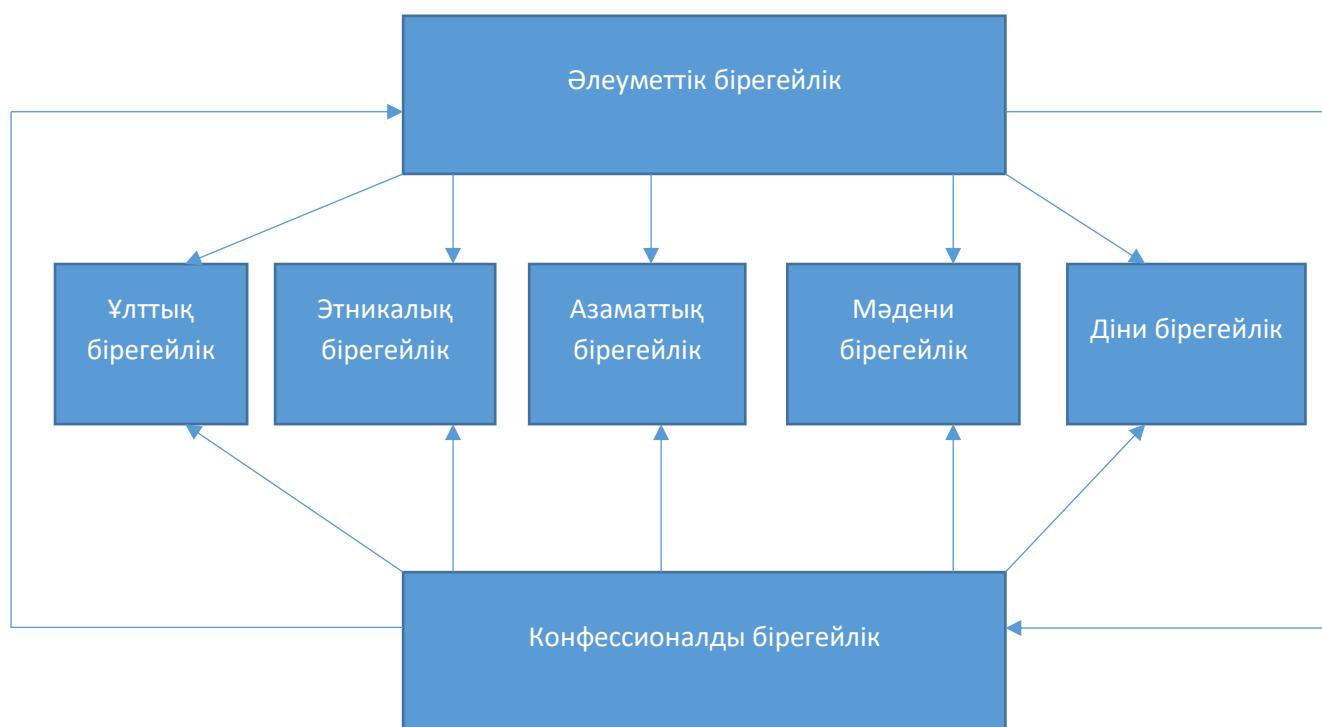 Әлеуметтік бірегейлік
Ұлттық
бірегейлік
Этникалық
бірегейлік
Азаматтық
бірегейлік
Мәдени
бірегейлік
Діни бірегейлік
Конфессионалды бірегейлік